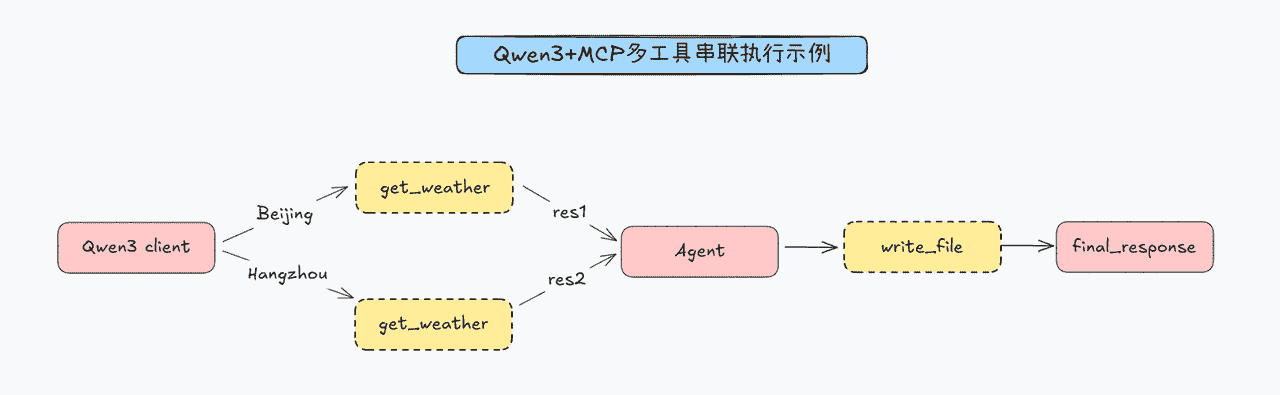 Qwen3+MCP多工具串联执行示例
get_weather
Beijing
res1
Qwen3 client
Agent
write_file
final_response
Hangzhou
res2
get_weather